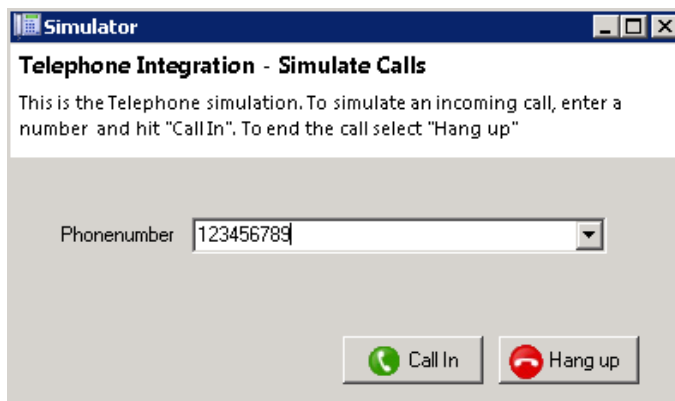 Simulator
Telephone Integration - Simulate Calls
This is the Telephone simulation. To simulate an incoming call, enter a
number and hit "Call In". To end the call select "Hang up"
Phonenumber 123456789
Call In Hang up